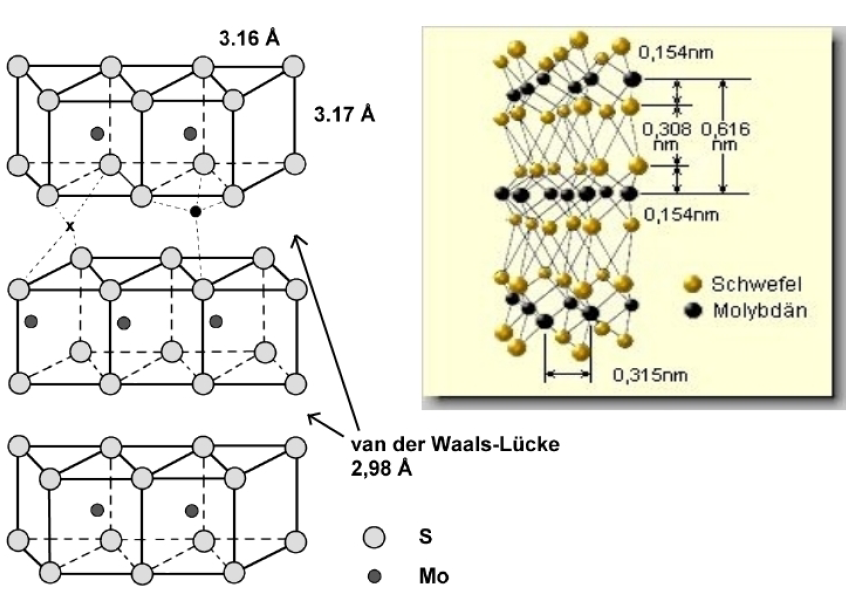 3.16 Å
3.17 Å
x
van der Waals-Lücke
2,98 Å
S
Mo
0,154nm
0,308 0,616
nm nm
0,154nm
Schwefel
Molybdän
0,315nm